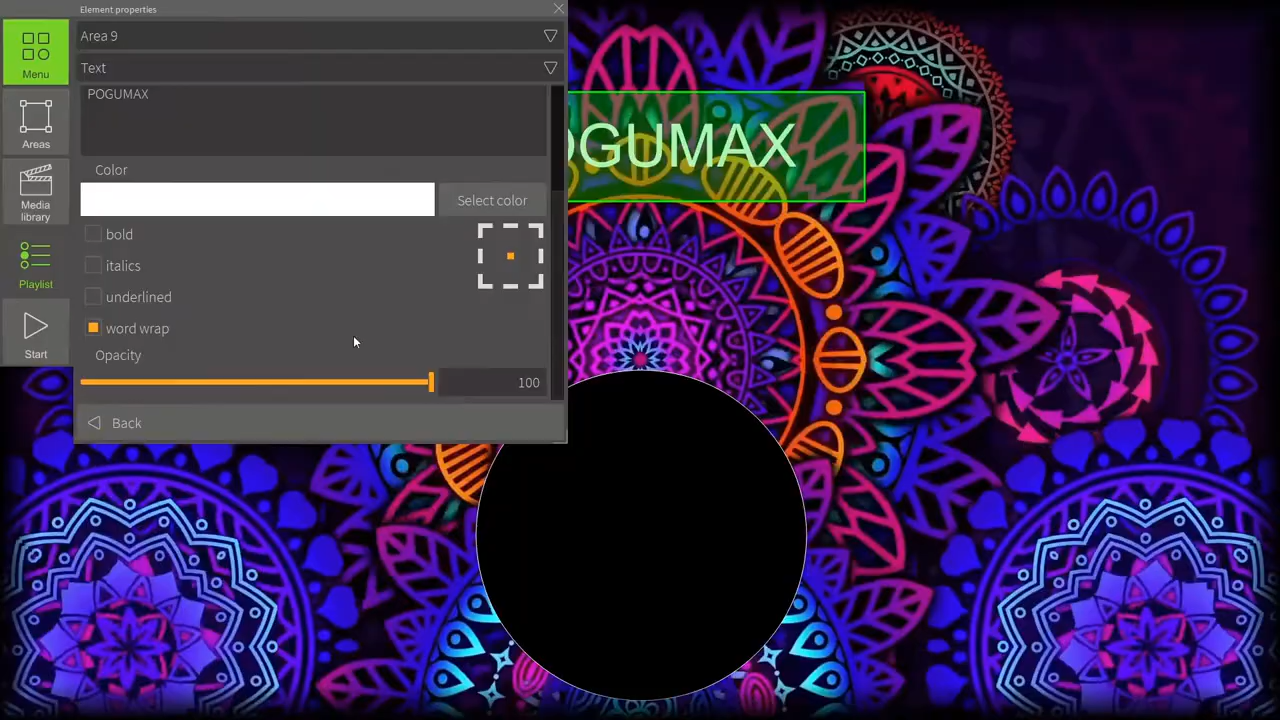 Element properties
Area 9
Menu
Text
POGUMAX
OGUMAX
Areas
Color
Media
library
Select color
bold
italics
Playlist
underlined
word wrap
Start
Opacity
100
Back